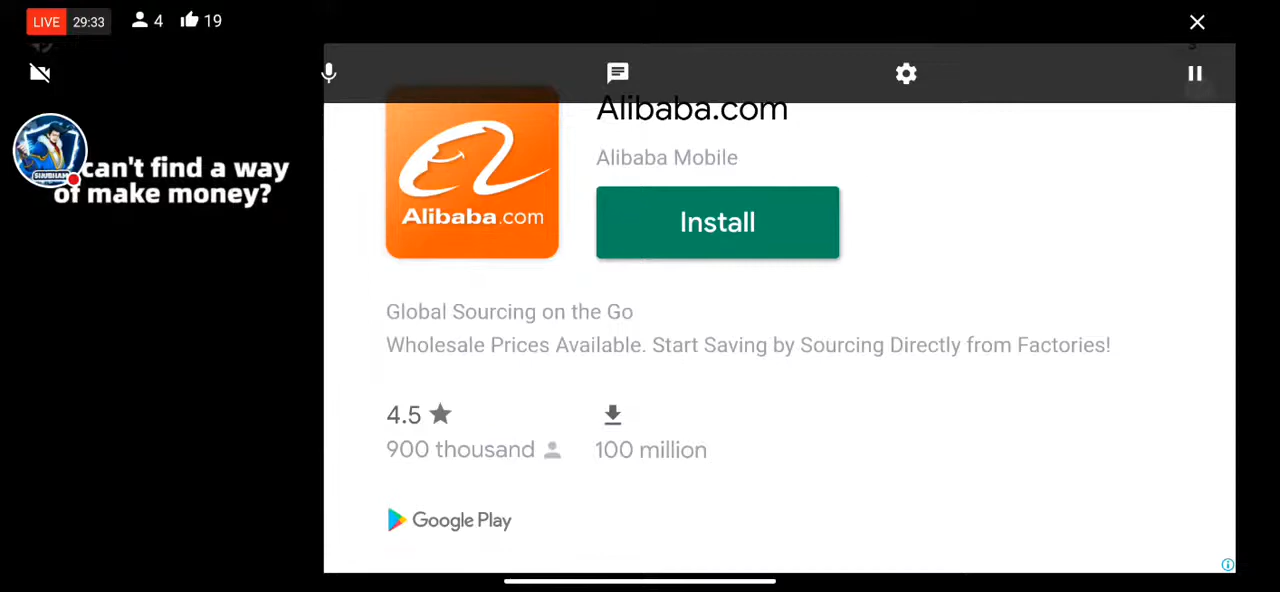 LIVE 29:33 4 19
Alibaba.com
Alibaba Mobile
can't find a way
of make money?
SHUBHAM
Install
Alibaba.com
Global Sourcing on the Go
Wholesale Prices Available. Start Saving by Sourcing Directly from Factories!
4.5
900 thousand 100 million
Google Play